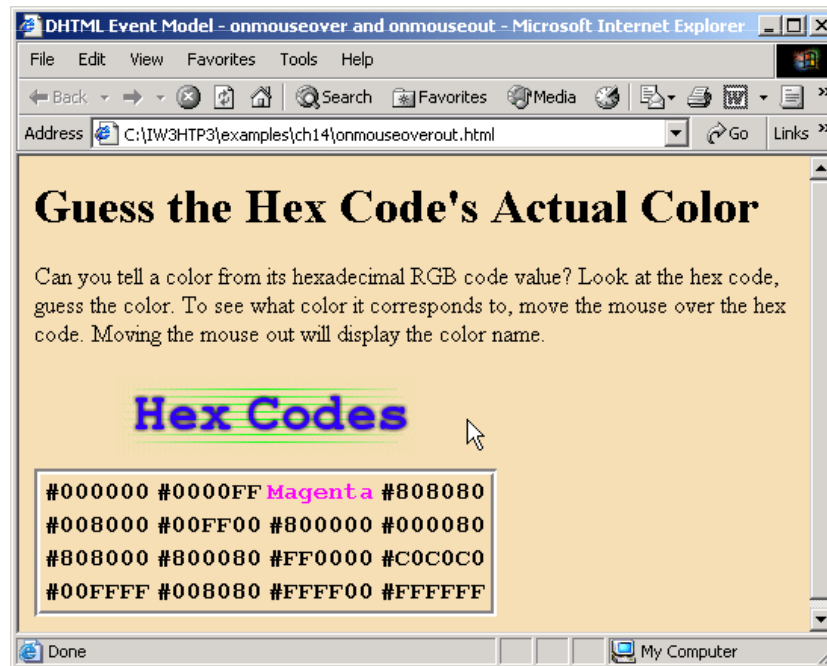 DHTML Event Model - onmouseover and onmouseout - Microsoft Internet Explorer
File Edit View Favorites Tools Help
Back Search Favorites Media
Address C:\IW3HTP3\examples\ch14\onmouseoverout.html Go Links
Guess the Hex Code's Actual Color
Can you tell a color from its hexadecimal RGB code value? Look at the hex code,
guess the color. To see what color it corresponds to, move the mouse over the hex
code. Moving the mouse out will display the color name.
Hex Codes
#000000 #0000FF Magenta #808080
#008000 #00FF00 #800000 #000080
#808000 #800080 #FF0000 #C0C0C0
#00FFFF #008080 #FFFF00 #FFFFFF
Done My Computer